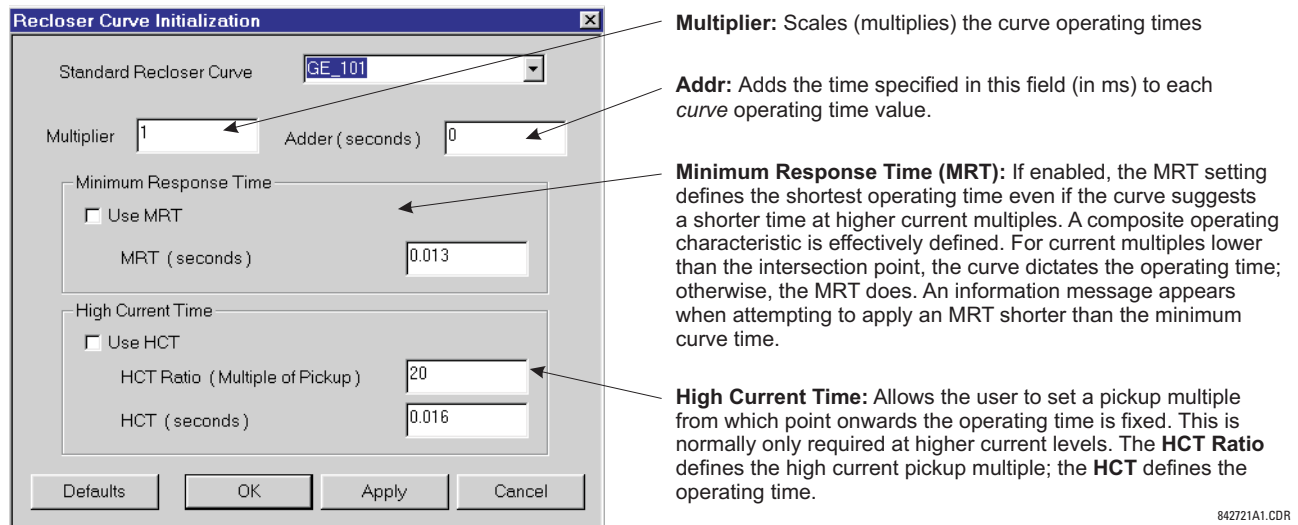 Recloser Curve Initialization
Standard Recloser Curve GE_101
Multiplier 1 Adder ( seconds ) 0
Minimum Response Time
Use MRT
MRT ( seconds ) 0.013
High Current Time
Use HCT
HCT Ratio ( Multiple of Pickup ) 20
HCT ( seconds ) 0.016
Defaults OK Apply Cancel
Multiplier: Scales (multiplies) the curve operating times
Addr: Adds the time specified in this field (in ms) to each
curve operating time value.
Minimum Response Time (MRT): If enabled, the MRT setting
defines the shortest operating time even if the curve suggests
a shorter time at higher current multiples. A composite operating
characteristic is effectively defined. For current multiples lower
than the intersection point, the curve dictates the operating time;
otherwise, the MRT does. An information message appears
when attempting to apply an MRT shorter than the minimum
curve time.
High Current Time: Allows the user to set a pickup multiple
from which point onwards the operating time is fixed. This is
normally only required at higher current levels. The HCT Ratio
defines the high current pickup multiple; the HCT defines the
operating time.
842721A1.CDR